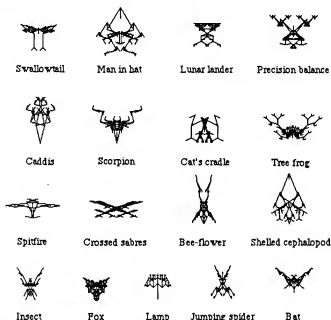 Swallowtail Man in hat Lunar lander Precision balance
Caddis Scorpion Cat's cradle Tree frog
Spitfire Crossed sabres Bee-flower Shelled cephalopod
Insect Fox Lamp Jumping spider Bat